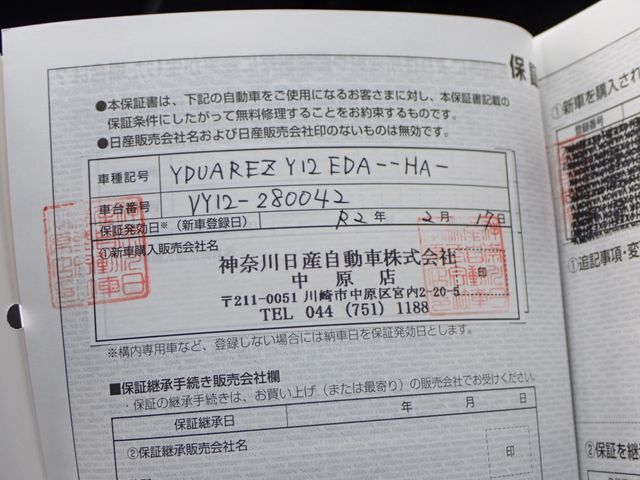 保証
●本保証書は、下記の自動車をご使用になるお客さまに対し、本保証書記載の
保証条件にしたがって無料修理することをお約束するものです。
●日産販売会社名および日産販売会社印のないものは無効です。
車種記号 YDUAREZ Y12 EDA--HA-
車台番号 VY12-280042
保証発効日※(新車登録日) R2年 2月 17日
①新車購入販売会社名
神奈川日産自動車株式会社
中原店
印
〒211-0051 川崎市中原区宮内2-20-5
TEL 044 (751) 1188
※構内専用車など、登録しない場合には納車日を保証発効日とします。
■保証継承手続き販売会社欄
・保証の継承手続きは、お買い上げ(または最寄り)の販売会社でお受けください。
保証継承日 年 月 日
②保証継承販売会社名
印
①新車を購入され
登録番号
①追記事項・変
②保証を継